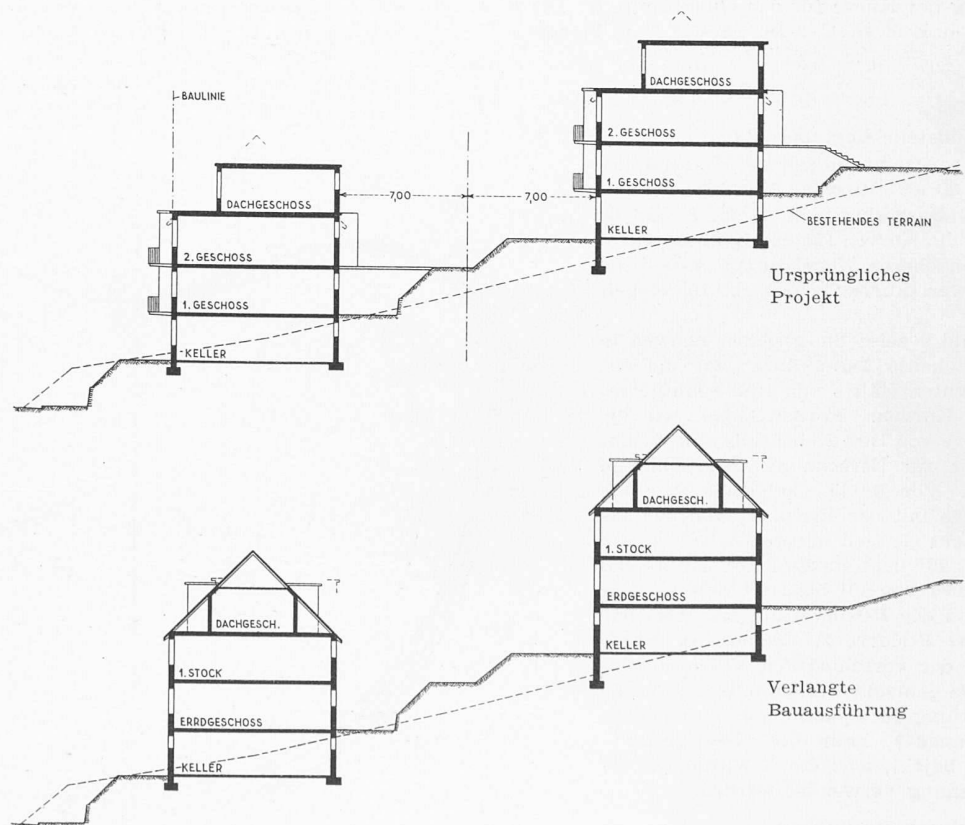 DACHGESCHOSS
BAULINIE
2. GESCHOSS
1. GESCHOSS
7,00
7,00
DACHGESCHOSS
BESTEHENDES TERRAIN
KELLER
2. GESCHOSS
Ursprüngliches
Projekt
1. GESCHOSS
KELLER
DACHGESCH.
1. STOCK
ERDGESCHOSS
DACHGESCH.
KELLER
1. STOCK
Verlangte
Bauausführung
ERRDGESCHOSS
KELLER